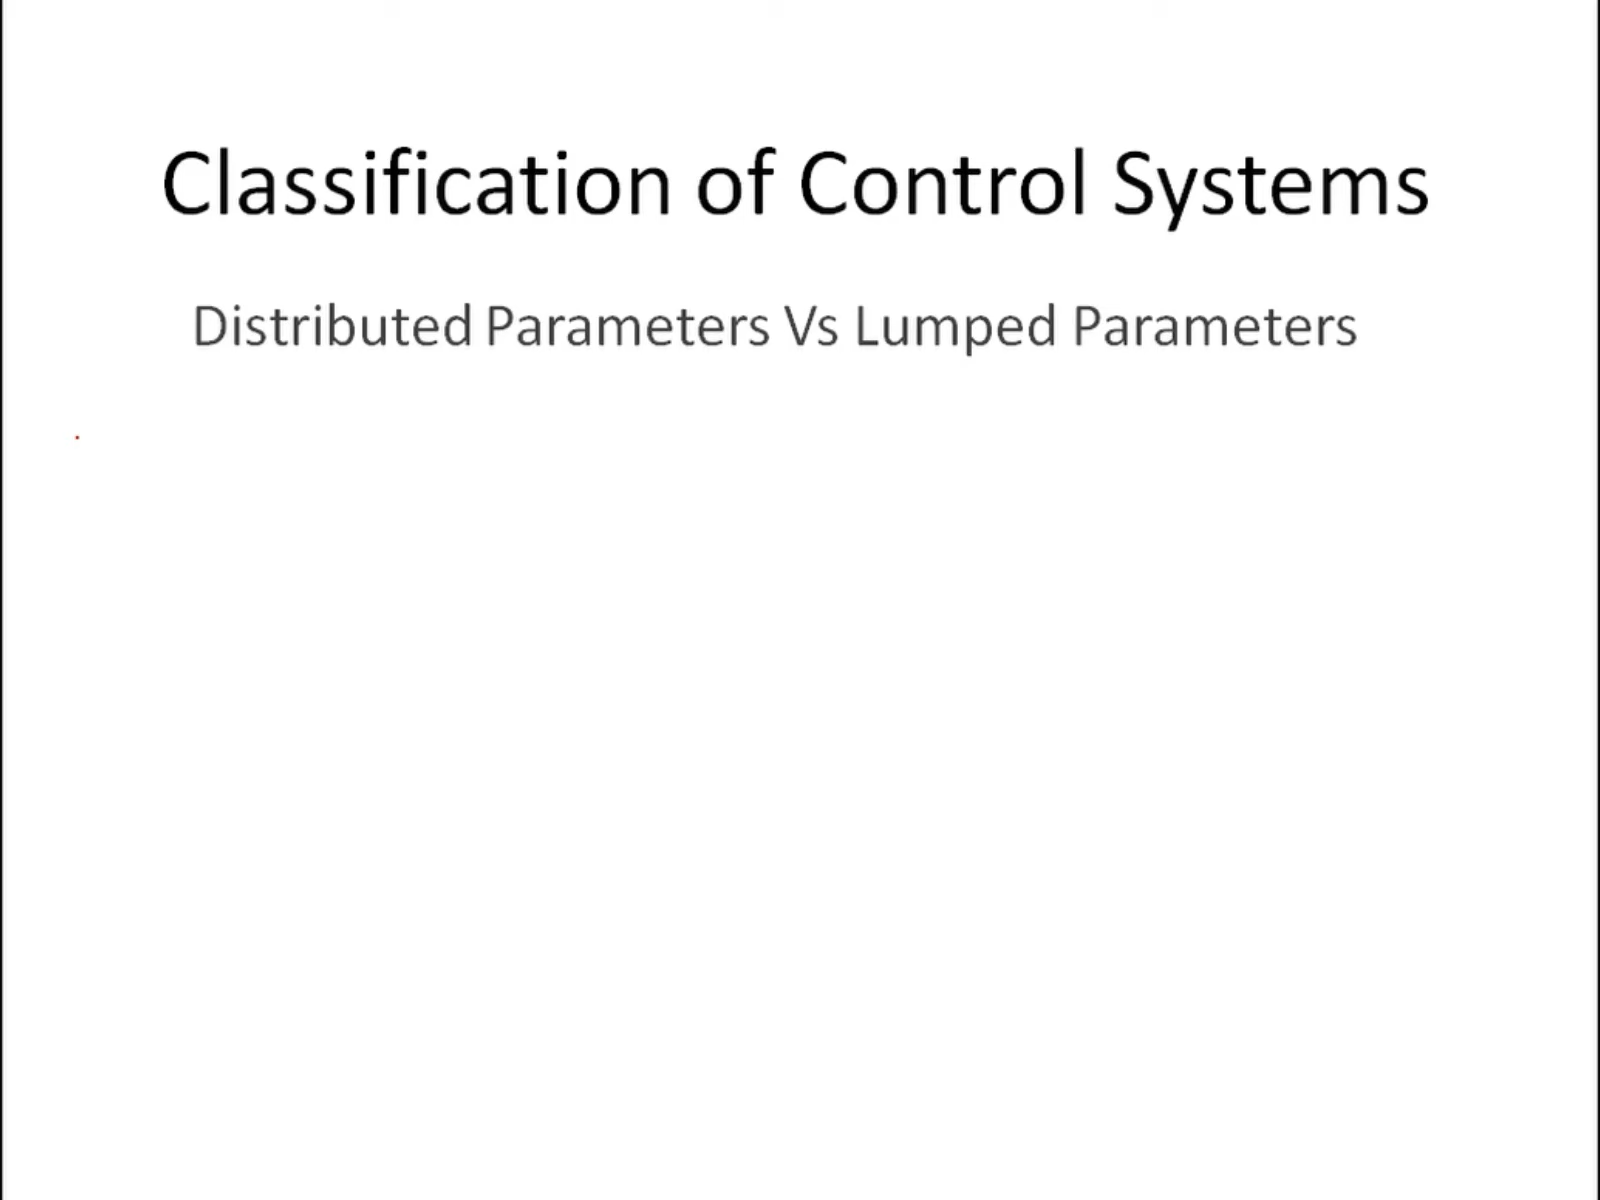 Classification of Control Systems
Distributed Parameters Vs Lumped Parameters